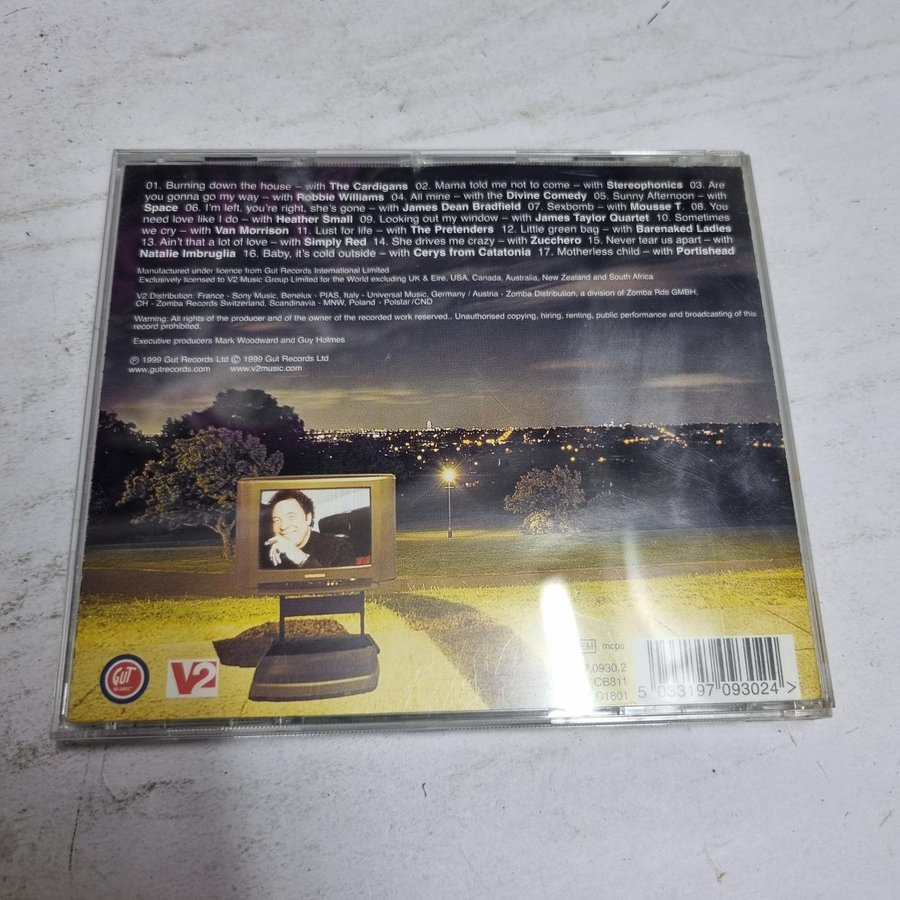 01. Burning down the house – with The Cardigans 02. Mama told me not to come – with Stereophonics 03. Are
you gonna go my way – with Robbie Williams 04. All mine – with the Divine Comedy 05. Sunny Afternoon – with
Space 06. I'm left, you're right, she's gone – with James Dean Bradfield 07. Sexbomb – with Mousse T. 08. You
need love like I do – with Heather Small 09. Looking out my window – with James Taylor Quartet 10. Sometimes
we cry – with Van Morrison 11. Lust for life – with The Pretenders 12. Little green bag – with Barenaked Ladies
13. Ain't that a lot of love – with Simply Red 14. She drives me crazy – with Zucchero 15. Never tear us apart – with
Natalie Imbruglia 16. Baby, it's cold outside – with Cerys from Catatonia 17. Motherless child – with Portishead
Manufactured under licence from Gut Records International Limited
Exclusively licensed to V2 Music Group Limited for the World excluding UK & Eire, USA, Canada, Australia, New Zealand and South Africa
V2 Distribution: France - Sony Music, Benelux - PIAS, Italy - Universal Music, Germany / Austria - Zomba Distribution, a division of Zomba Rds GMBH,
CH - Zomba Records Switzerland, Scandinavia - MNW, Poland - Polstar /CND
Warning: All rights of the producer and of the owner of the recorded work reserved.. Unauthorised copying, hiring, renting, public performance and broadcasting of this
record prohibited.
Executive producers Mark Woodward and Guy Holmes
℗ 1999 Gut Records Ltd © 1999 Gut Records Ltd
www.gutrecords.com www.v2music.com
GUT
RECORDS
V2
mcps
0930.2
CB811
G1801
5 033197 093024 >